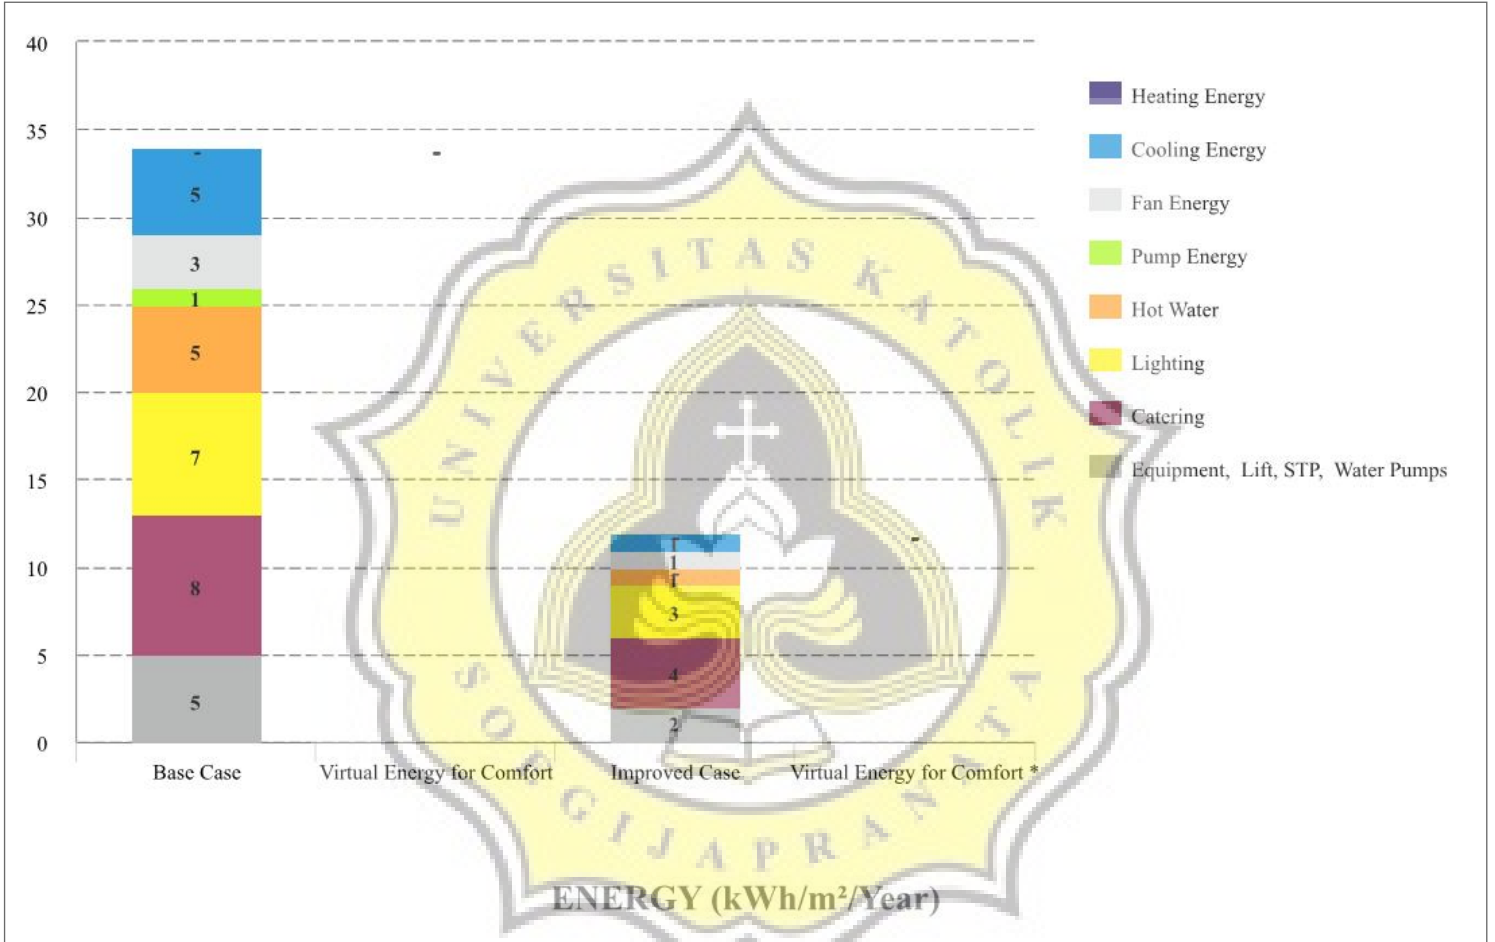 40
35
30
25
20
15
10
5
0
-
5
3
1
5
7
8
5
-
1
1
1
3
4
2
-
Base Case
Virtual Energy for Comfort
Improved Case
Virtual Energy for Comfort *
Heating Energy
Cooling Energy
Fan Energy
Pump Energy
Hot Water
Lighting
Catering
Equipment, Lift, STP, Water Pumps
ENERGY (kWh/m²/Year)
UNIVERSITAS KATOLIK
SOEGIJAPRANATA